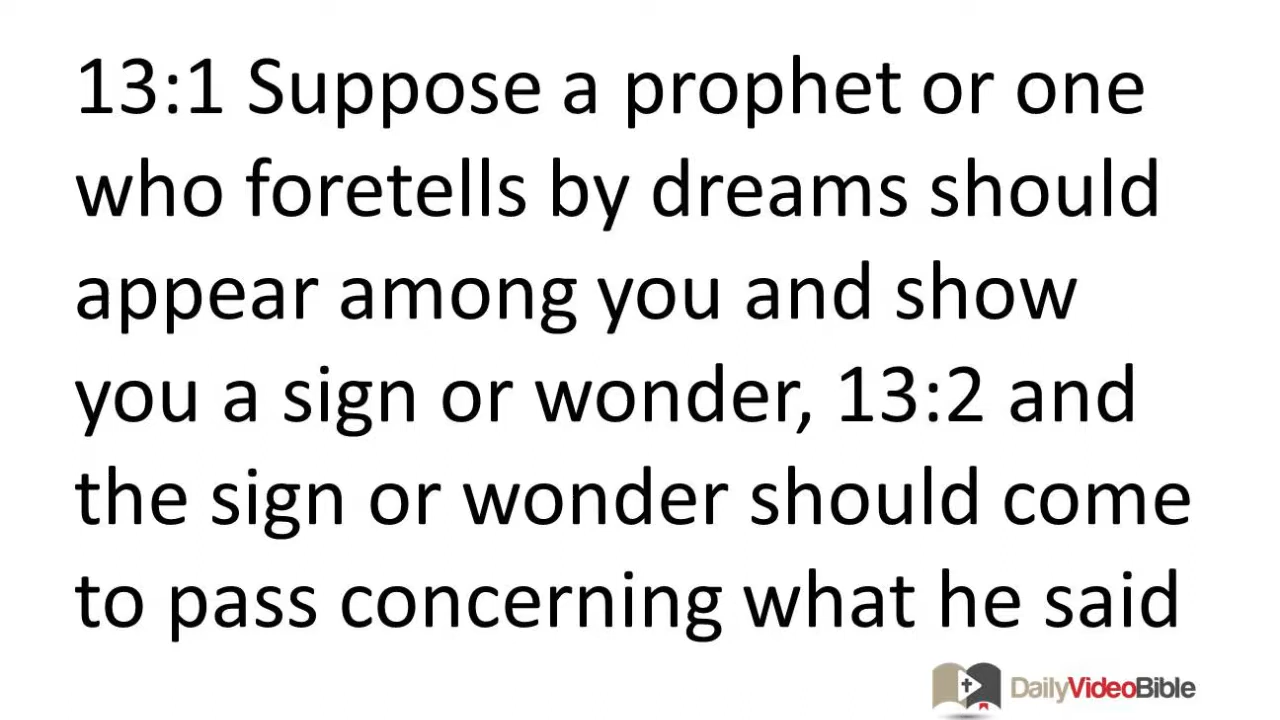 13:1 Suppose a prophet or one
who foretells by dreams should
appear among you and show
you a sign or wonder, 13:2 and
the sign or wonder should come
to pass concerning what he said
DailyVideoBible